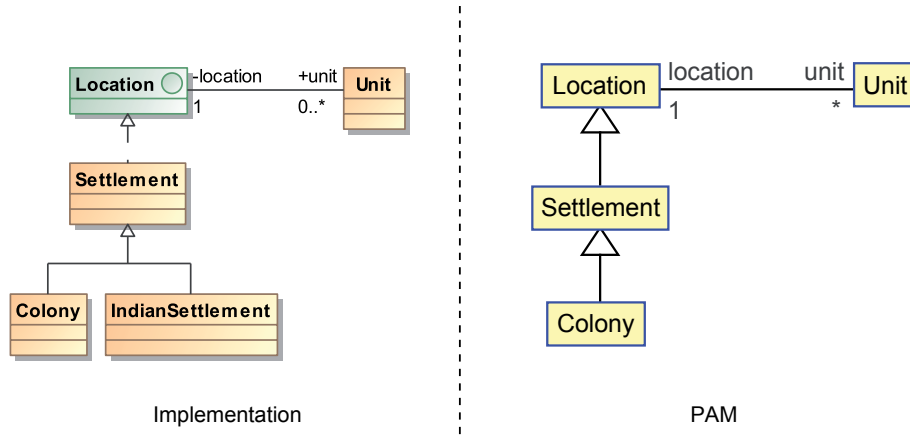 Location
-location
+unit
Unit
1
0..*
Settlement
Colony
IndianSettlement
Implementation
Location
location
unit
Unit
1
*
Settlement
Colony
PAM